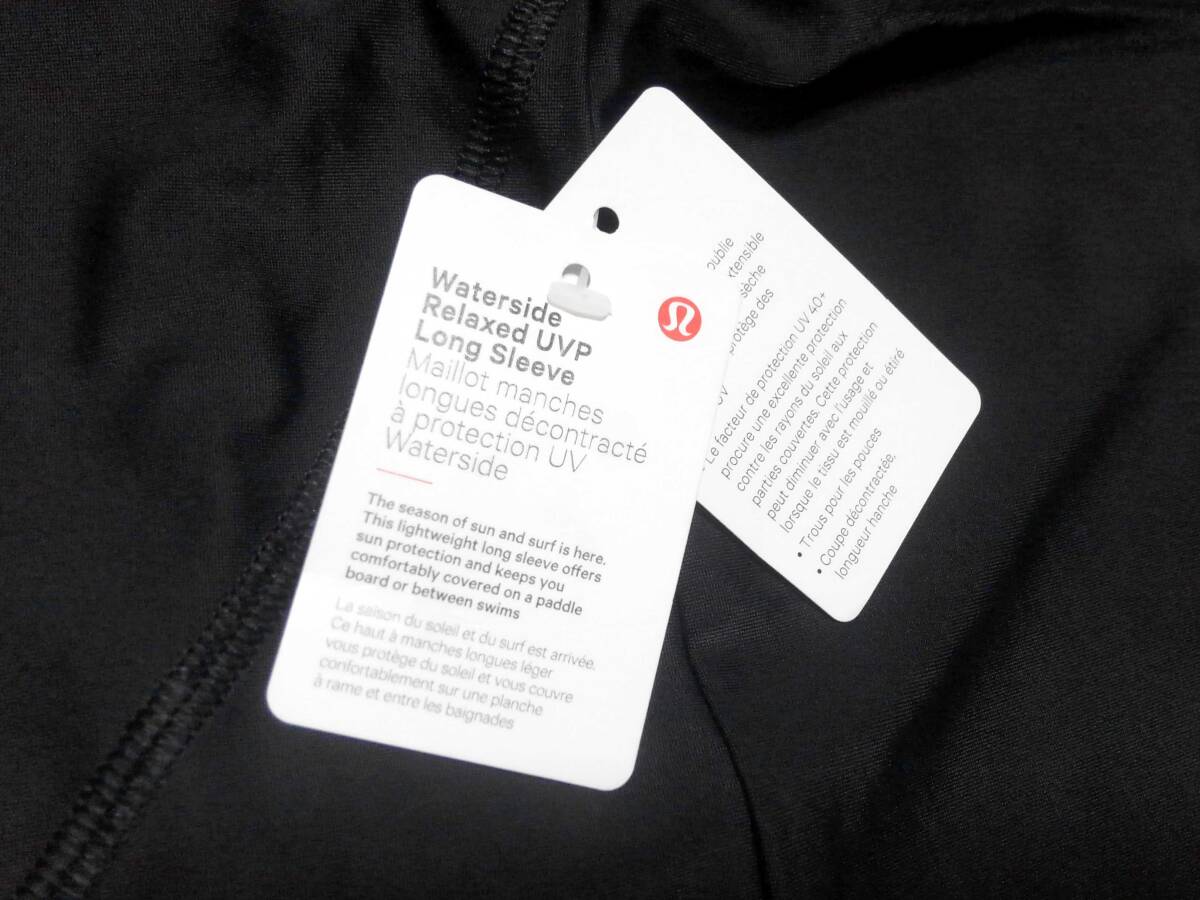 Waterside
Relaxed UVP
Long Sleeve
Maillot manches
longues décontracté
à protection UV
Waterside
The season of sun and surf is here.
This lightweight long sleeve offers
sun protection and keeps you
comfortably covered on a paddle
board or between swims
La saison du soleil et du surf est arrivée.
Ce haut à manches longues léger
vous protège du soleil et vous couvre
confortablement sur une planche
à rame et entre les baignades
sèche
protège des
UV
Le facteur de protection UV 40+
procure une excellente protection
contre les rayons du soleil aux
parties couvertes. Cette protection
peut diminuer avec l'usage et
lorsque le tissu est mouillé ou étiré
• Trous pour les pouces
• Coupe décontractée,
longueur hanche